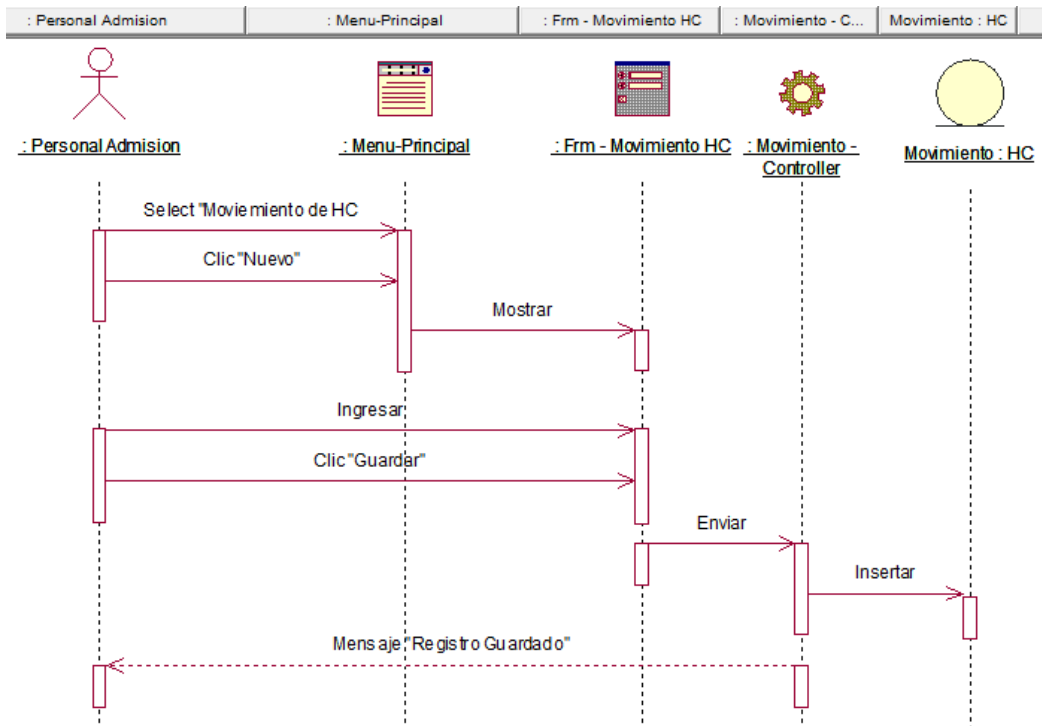 : Personal Admision
: Menu-Principal
: Frm - Movimiento HC
: Movimiento - C...
Movimiento : HC
: Personal Admision
: Menu-Principal
: Frm - Movimiento HC
: Movimiento -
Controller
Movimiento : HC
Select "Moviemiento de HC
Clic "Nuevo"
Mostrar
Ingresar
Clic "Guardar"
Enviar
Insertar
Mensaje "Registro Guardado"